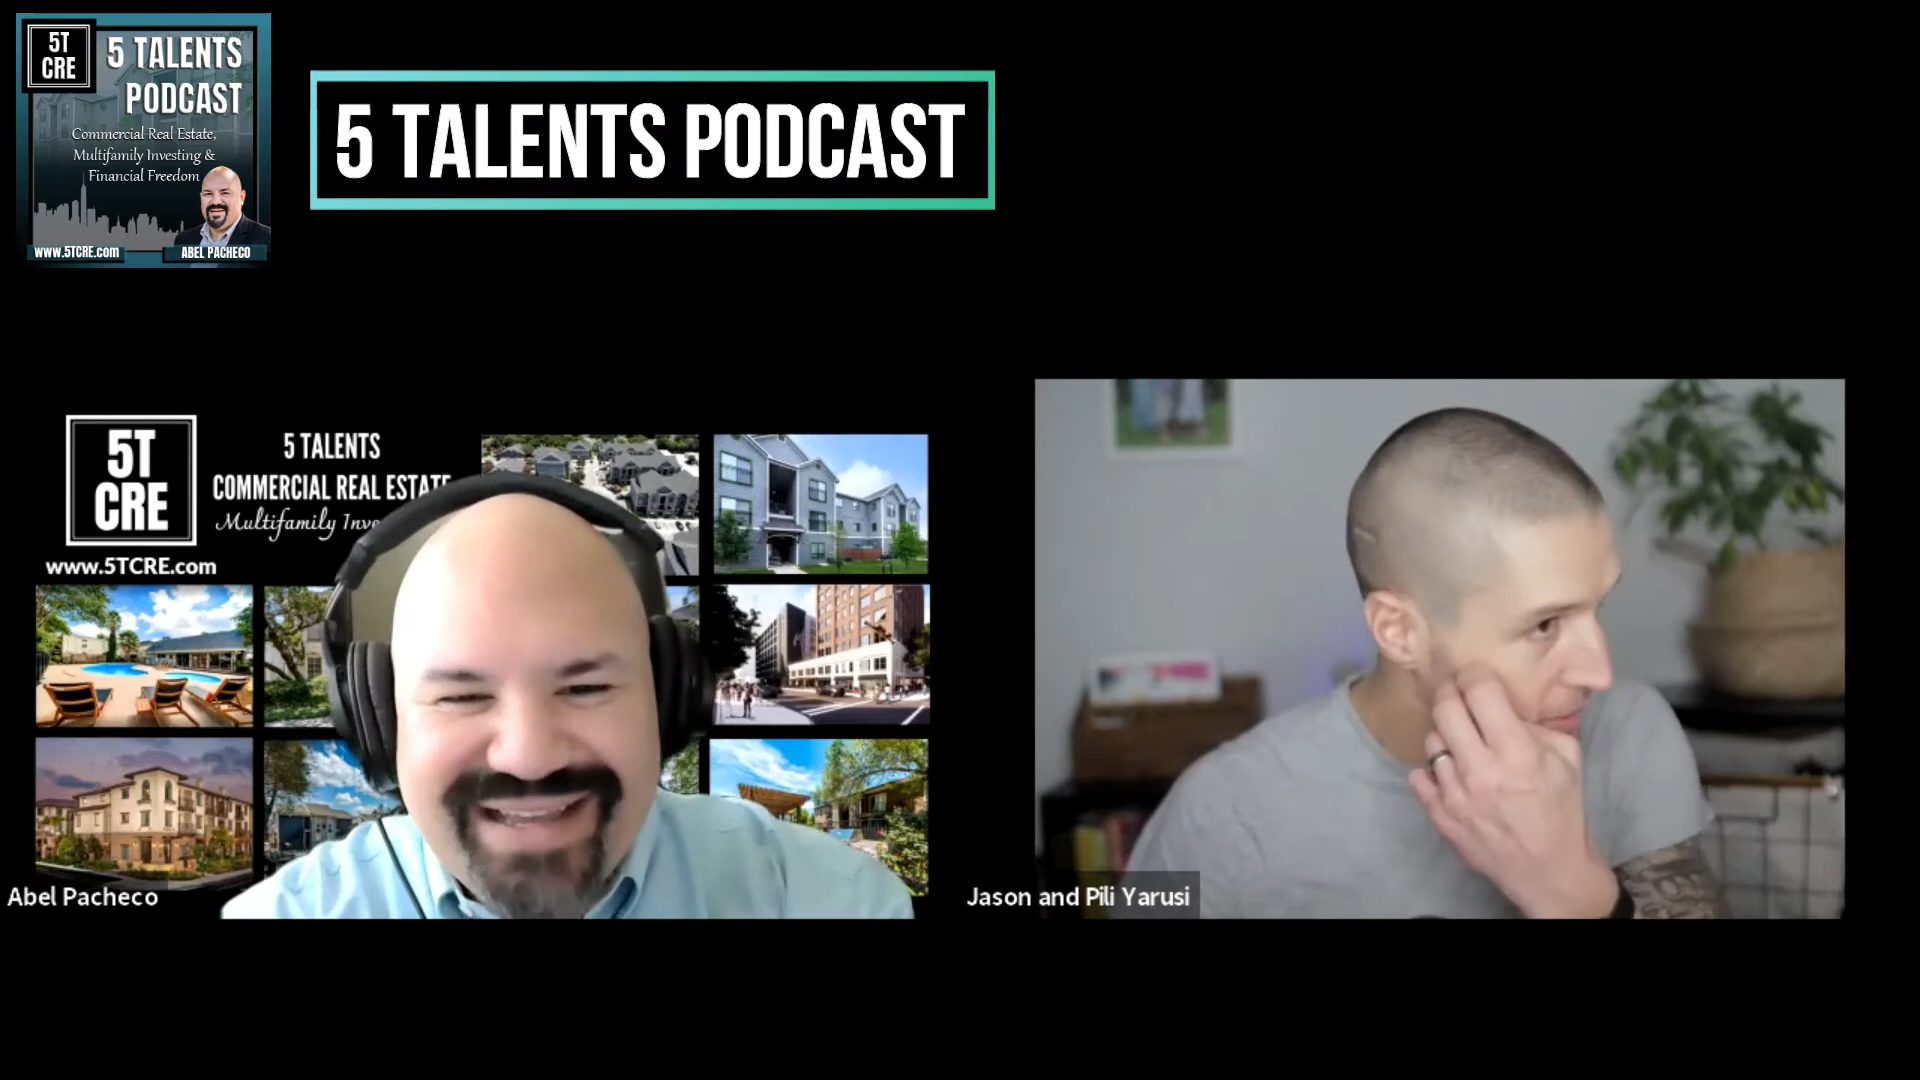 5T
CRE
5 TALENTS
PODCAST
Commercial Real Estate,
Multifamily Investing &
Financial Freedom
www.5TCRE.com
ABEL PACHECO
5 TALENTS PODCAST
5T
CRE
5 TALENTS
COMMERCIAL REAL ESTATE
Multifamily
www.5TCRE.com
Abel Pacheco
Jason and Pili Yarusi